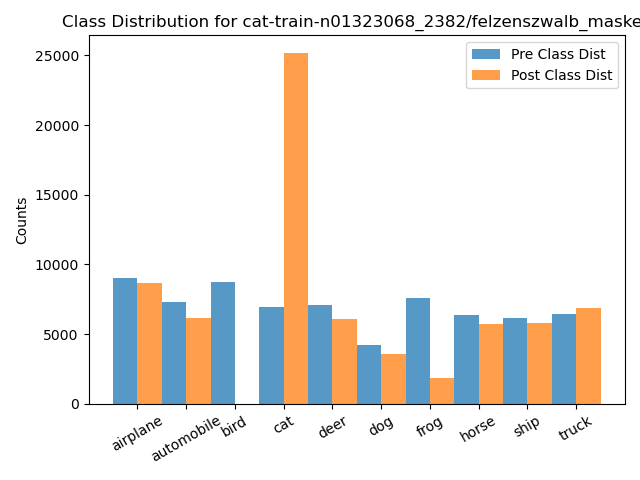 Class Distribution for cat-train-n01323068_2382/felzenszwalb_maske
Pre Class Dist
Post Class Dist
Counts
25000
20000
15000
10000
5000
0
airplane
automobile
bird
cat
deer
dog
frog
horse
ship
truck